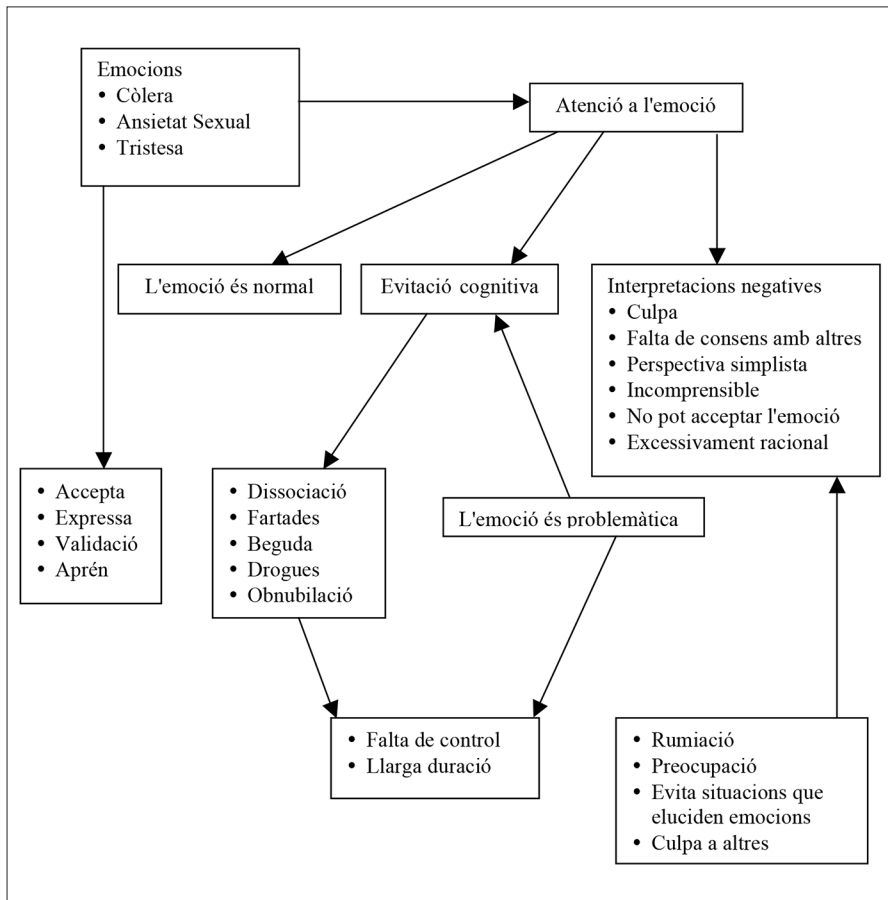 Emocions
• Còlera
• Ansietat Sexual
• Tristesa
Atenció a l'emoció
L'emoció és normal
Evitació cognitiva
Interpretacions negatives
• Culpa
• Falta de consens amb altres
• Perspectiva simplista
• Incomprensible
• No pot acceptar l'emoció
• Excessivament racional
• Accepta
• Expressa
• Validació
• Aprén
• Dissociació
• Fartades
• Beguda
• Drogues
• Obnubilació
L'emoció és problemàtica
• Falta de control
• Llarga duració
• Rumiació
• Preocupació
• Evita situacions que
eluciden emocions
• Culpa a altres